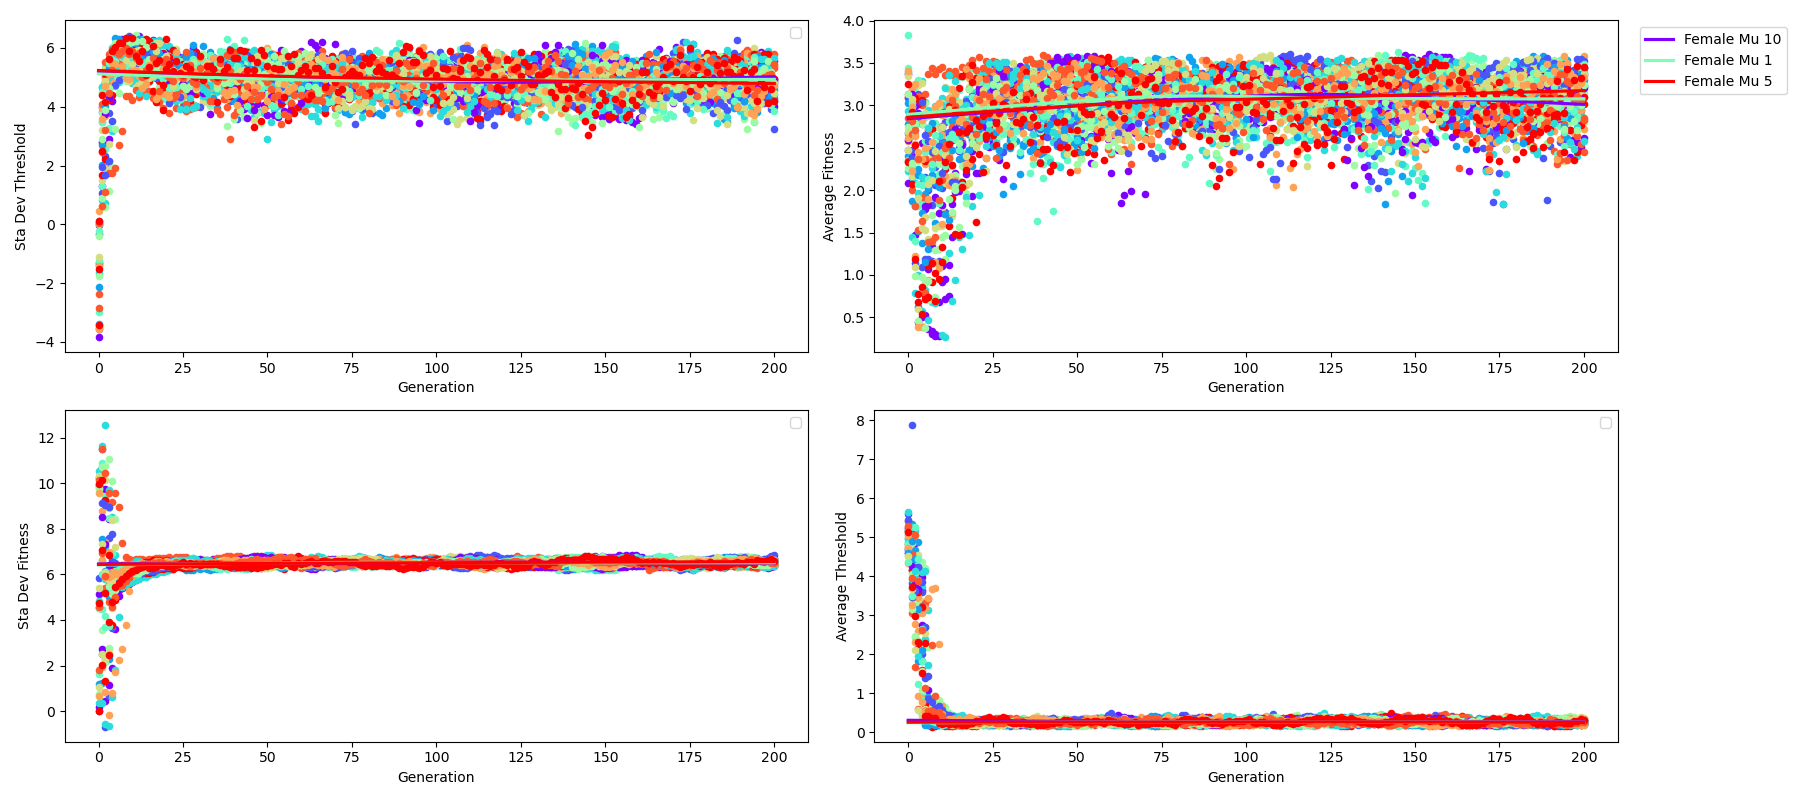 6
4
2
0
−2
−4
Sta Dev Threshold
0 25 50 75 100 125 150 175 200
Generation
4.0
3.5
3.0
2.5
2.0
1.5
1.0
0.5
Average Fitness
0 25 50 75 100 125 150 175 200
Generation
Female Mu 10
Female Mu 1
Female Mu 5
12
10
8
6
4
2
0
Sta Dev Fitness
0 25 50 75 100 125 150 175 200
Generation
8
7
6
5
4
3
2
1
0
Average Threshold
0 25 50 75 100 125 150 175 200
Generation